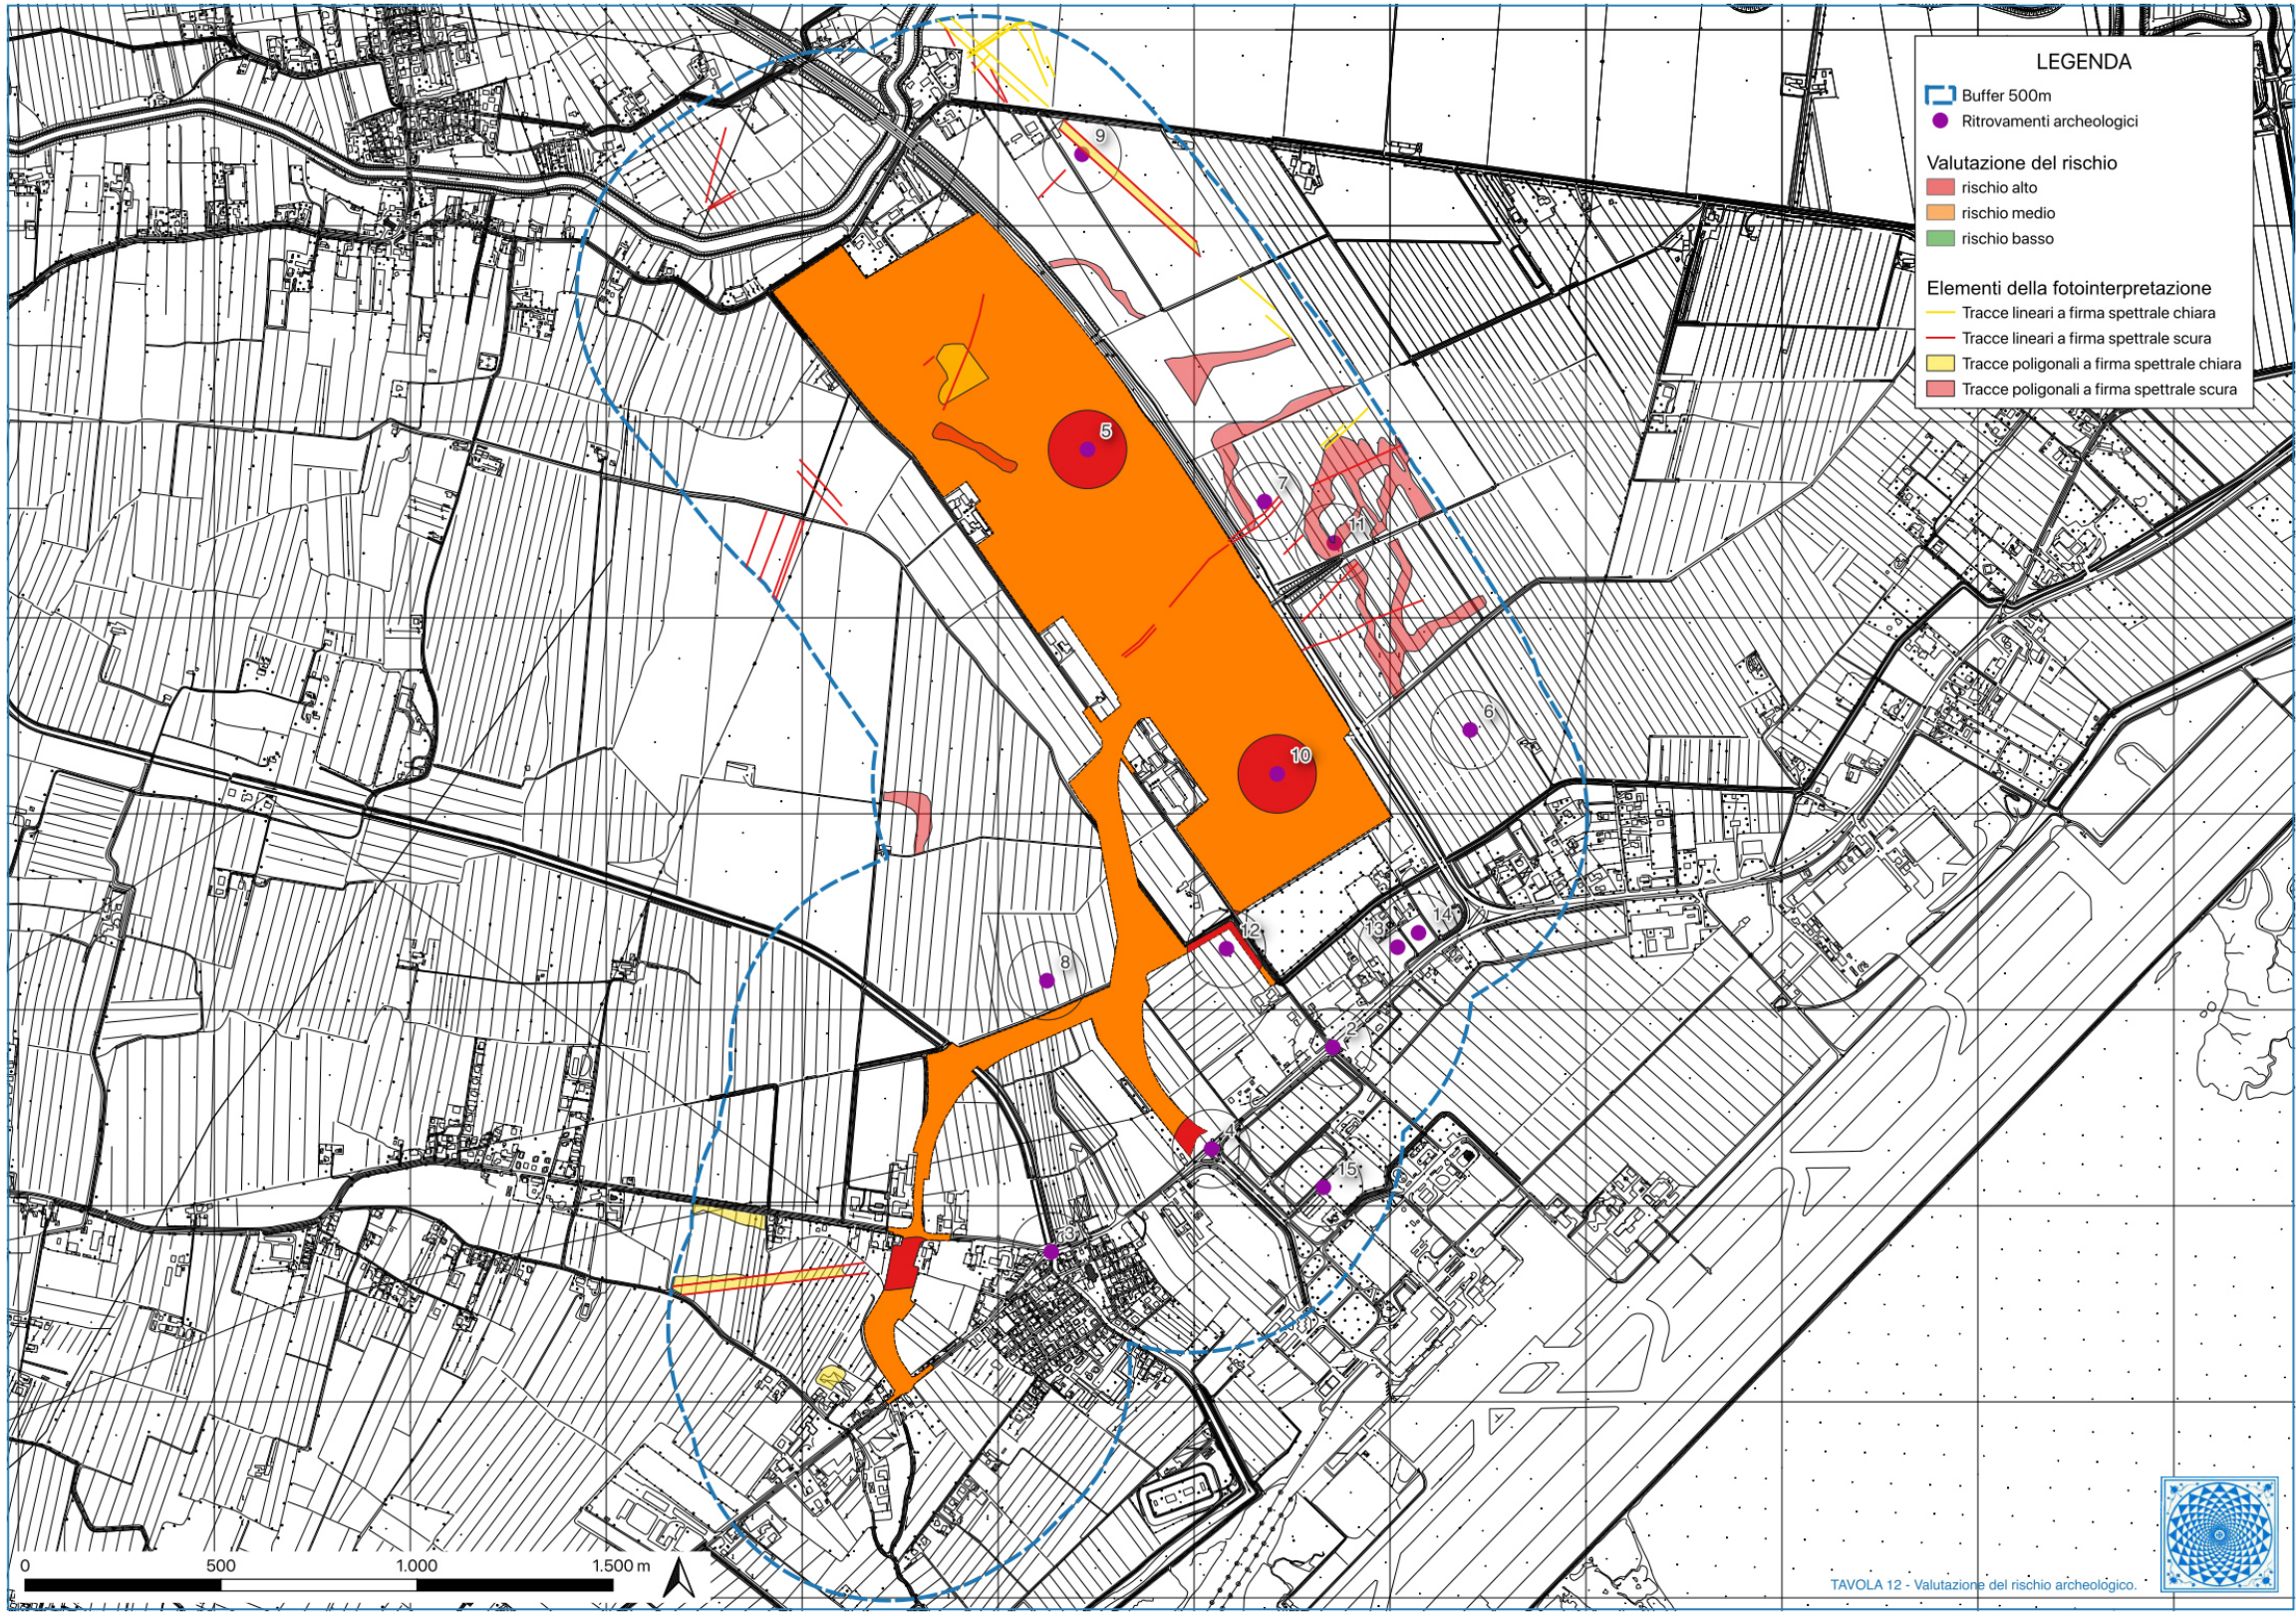 LEGENDA
Buffer 500m
Ritrovamenti archeologici
Valutazione del rischio
rischio alto
rischio medio
rischio basso
Elementi della fotointerpretazione
Tracce lineari a firma spettrale chiara
Tracce lineari a firma spettrale scura
Tracce poligonali a firma spettrale chiara
Tracce poligonali a firma spettrale scura
9
5
7
11
6
10
14
13
12
8
2
4
15
3
0 500 1.000 1.500 m
TAVOLA 12 - Valutazione del rischio archeologico.